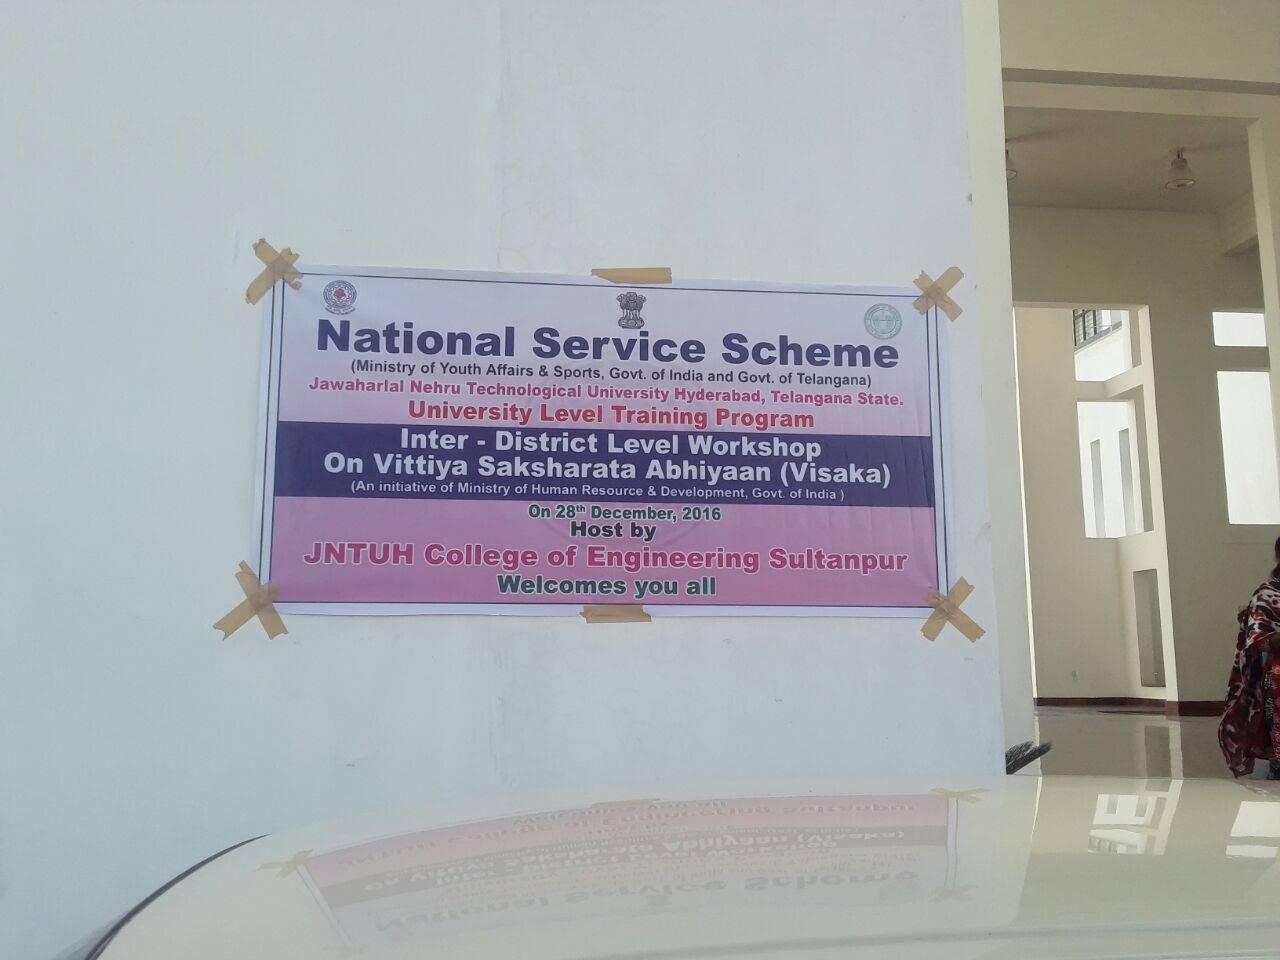 National Service Scheme
(Ministry of Youth Affairs & Sports, Govt. of India and Govt. of Telangana)
Jawaharlal Nehru Technological University Hyderabad, Telangana State.
University Level Training Program
Inter - District Level Workshop
On Vittiya Saksharata Abhiyaan (Visaka)
(An initiative of Ministry of Human Resource & Development, Govt. of India )
On 28th December, 2016
Host by
JNTUH College of Engineering Sultanpur
Welcomes you all